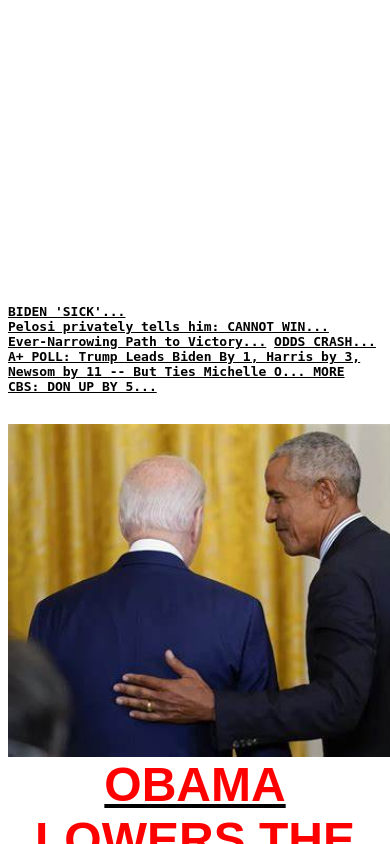 BIDEN 'SICK'...
Pelosi privately tells him: CANNOT WIN...
Ever-Narrowing Path to Victory... ODDS CRASH...
A+ POLL: Trump Leads Biden By 1, Harris by 3,
Newsom by 11 -- But Ties Michelle O... MORE
CBS: DON UP BY 5...
OBAMA
LOWERS THE